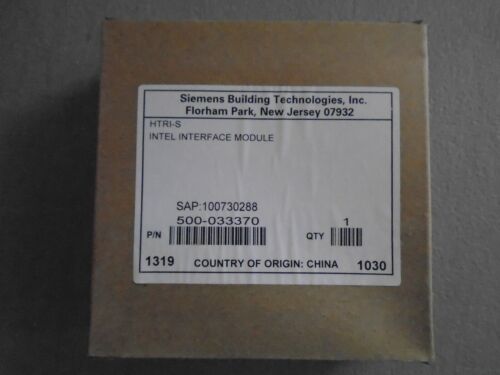 Siemens Building Technologies, Inc.
Florham Park, New Jersey 07932
HTRI-S
INTEL INTERFACE MODULE
SAP:100730288
500-033370
1
P/N
QTY
1319
COUNTRY OF ORIGIN: CHINA
1030